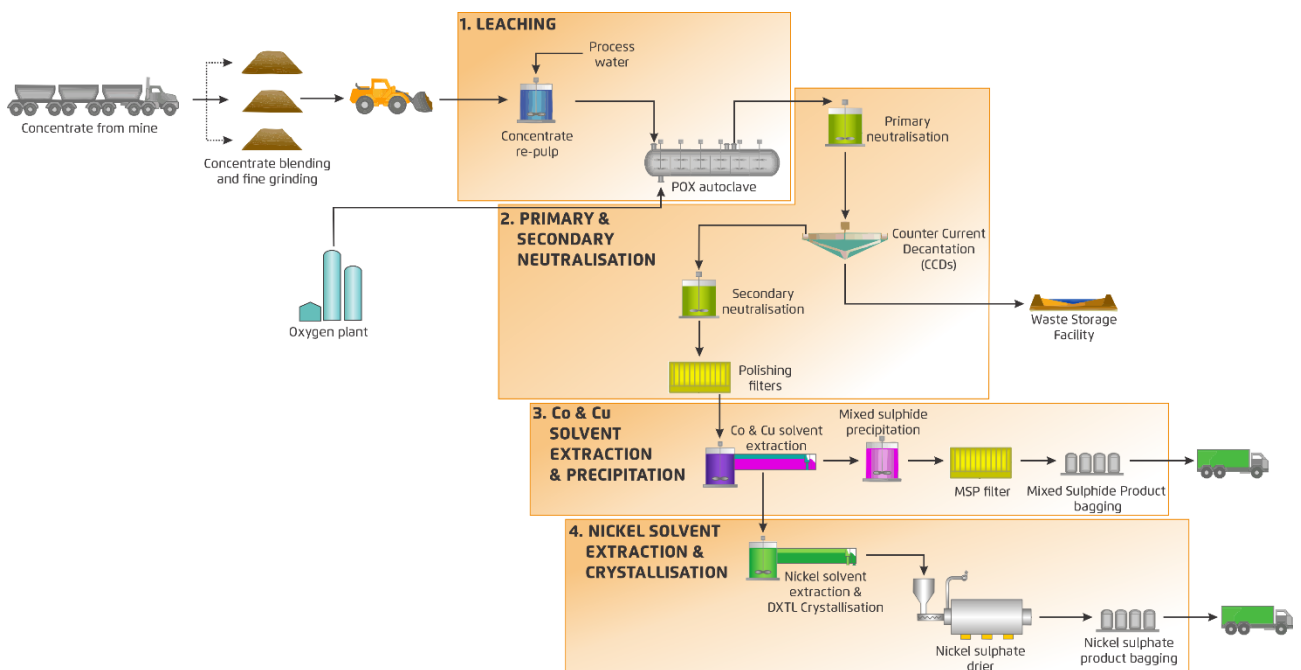 1. LEACHING
Process
water
Concentrate from mine
Concentrate blending
and fine grinding
Concentrate
re-pulp
POX autoclave
Primary
neutralisation
2. PRIMARY &
SECONDARY
NEUTRALISATION
Counter Current
Decantation
(CCDs)
Oxygen plant
Secondary
neutralisation
Waste Storage
Facility
Polishing
filters
3. Co & Cu
SOLVENT
EXTRACTION
& PRECIPITATION
Co & Cu solvent
extraction
Mixed sulphide
precipitation
MSP filter
Mixed Sulphide Product
bagging
4. NICKEL SOLVENT
EXTRACTION &
CRYSTALLISATION
Nickel solvent
extraction &
DXTL Crystallisation
Nickel sulphate
drier
Nickel sulphate
product bagging